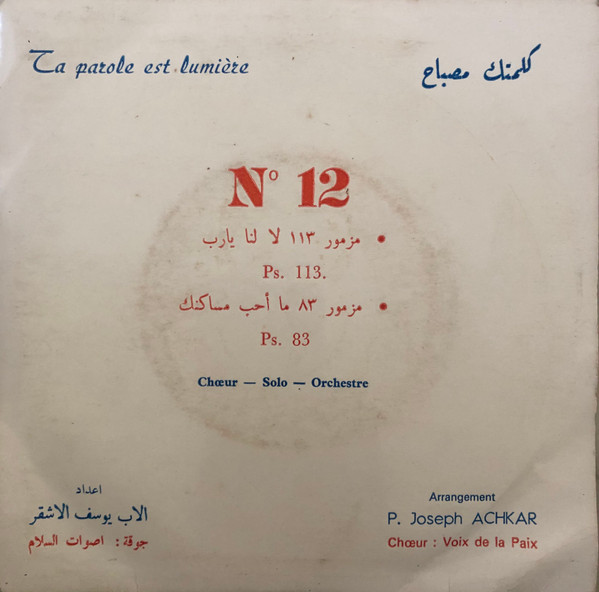 Ta parole est lumière
كلمتك مصباح
Nº 12
• مزمور ١١٣ لا لنا يارب
Ps. 113.
• مزمور ٨٣ ما أحب مساكنك
Ps. 83
Chœur — Solo — Orchestre
اعداد
الاب يوسف الاشقر
جوقة : اصوات السلام
Arrangement
P. Joseph ACHKAR
Chœur : Voix de la Paix